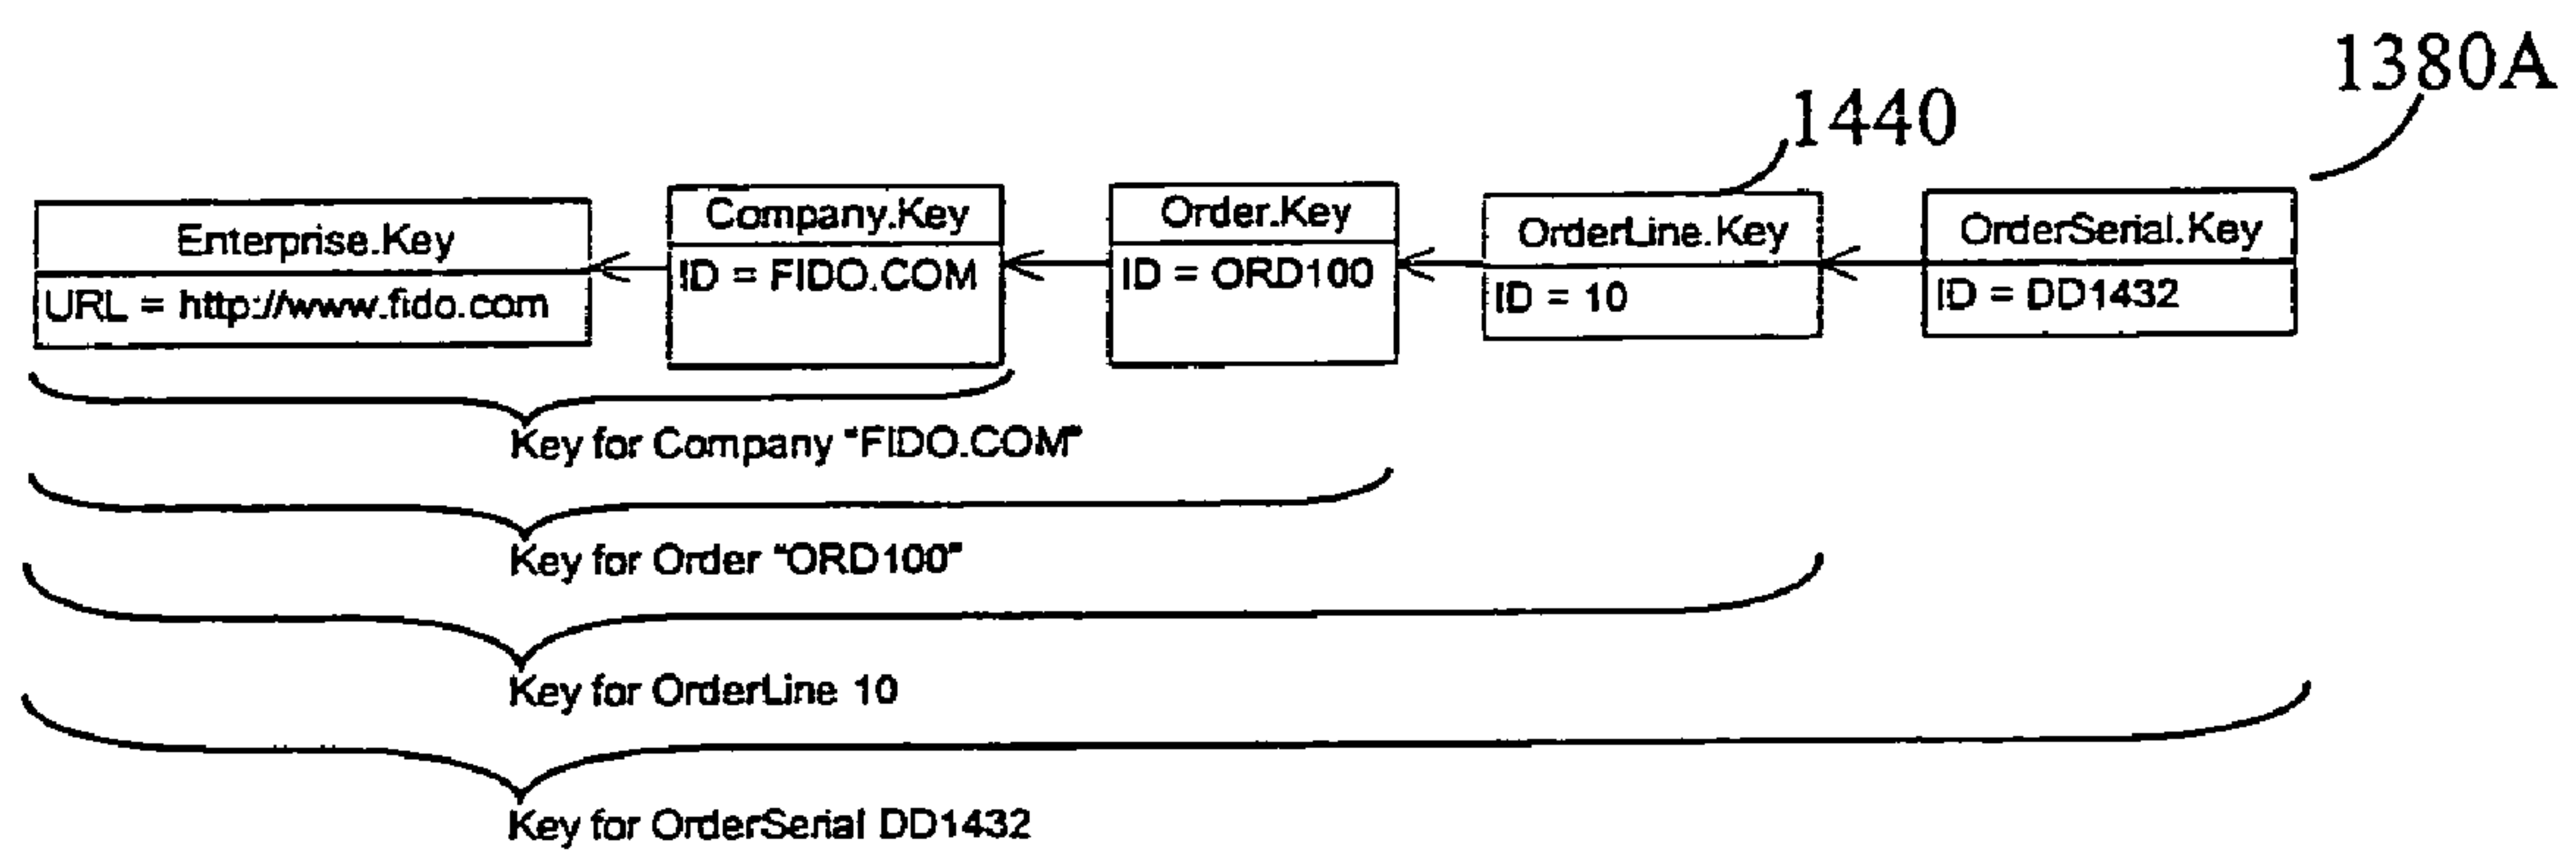 1380A
1440
Enterprise.Key
URL = http://www.fido.com
Company.Key
ID = FIDO.COM
Order.Key
ID = ORD100
OrderLine.Key
ID = 10
OrderSerial.Key
ID = DD1432
Key for Company "FIDO.COM"
Key for Order "ORD100"
Key for OrderLine 10
Key for OrderSerial DD1432